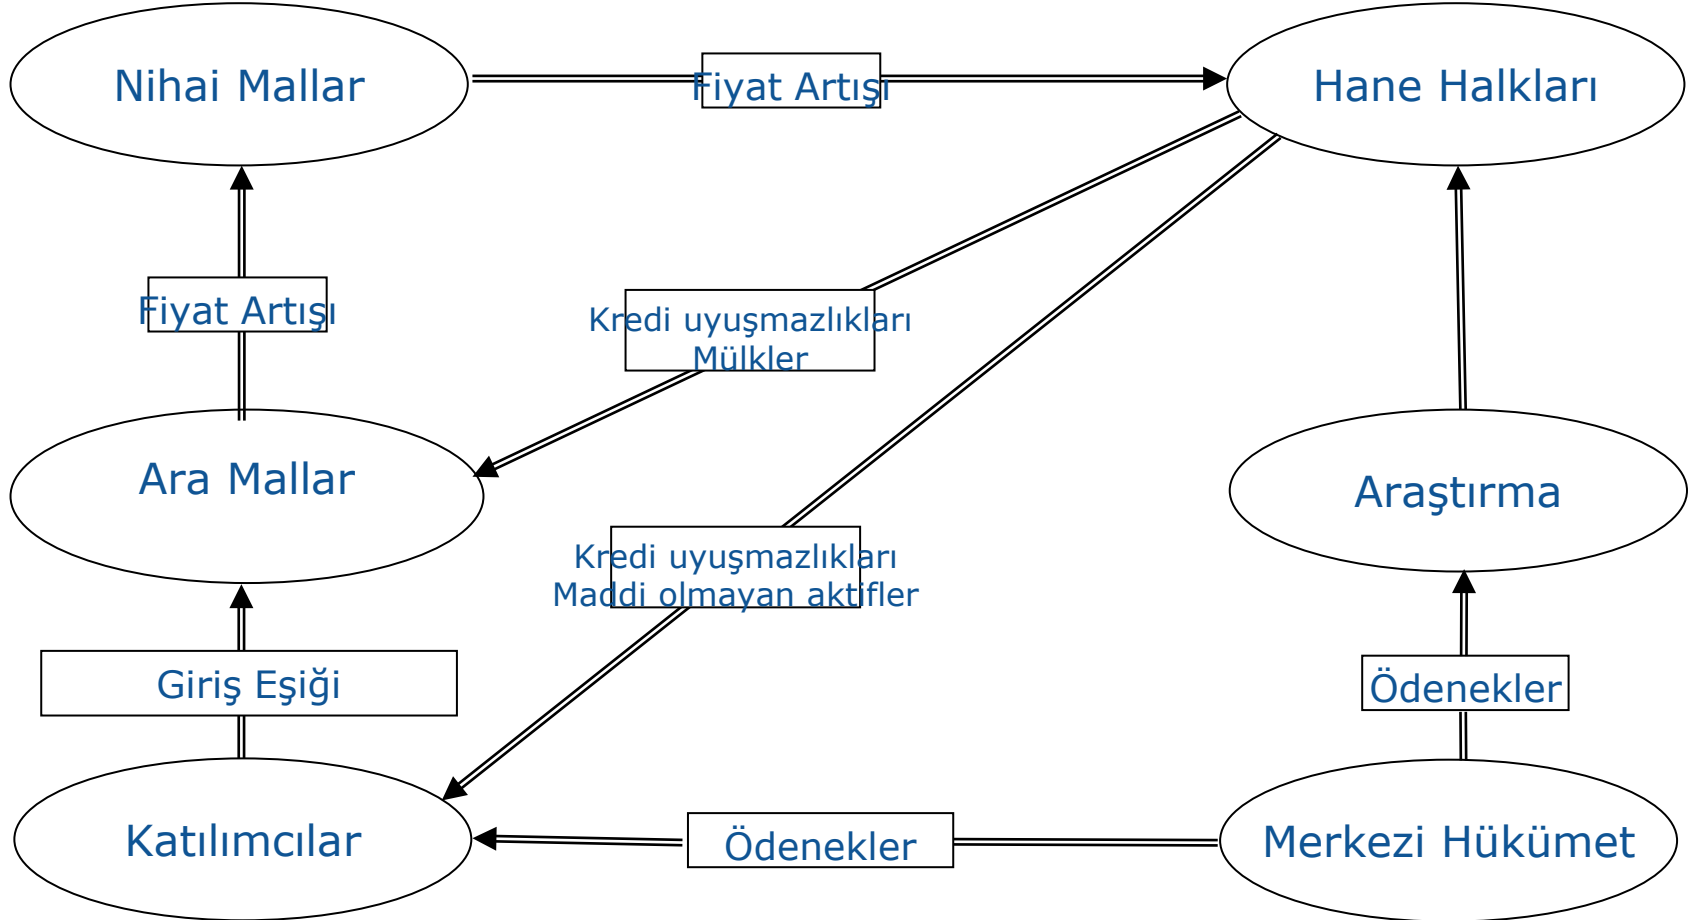 Nihai Mallar
Fiyat Artışı
Hane Halkları
Fiyat Artışı
Kredi uyuşmazlıkları
Mülkler
Ara Mallar
Araştırma
Kredi uyuşmazlıkları
Maddi olmayan aktifler
Giriş Eşiği
Ödenekler
Katılımcılar
Ödenekler
Merkezi Hükümet